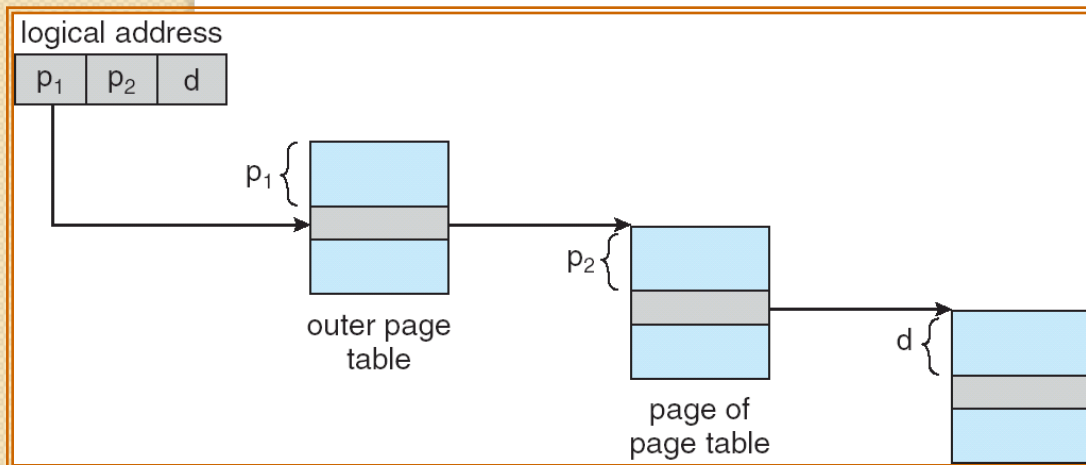 logical address
p₁ p₂ d
p₁
p₂
d
outer page
table
page of
page table